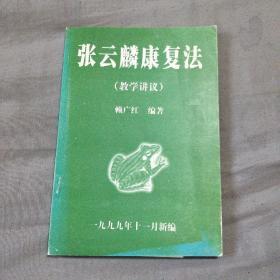 张云麟康复法
（教学讲议）
赖广红 编著
一九九九年十一月新编